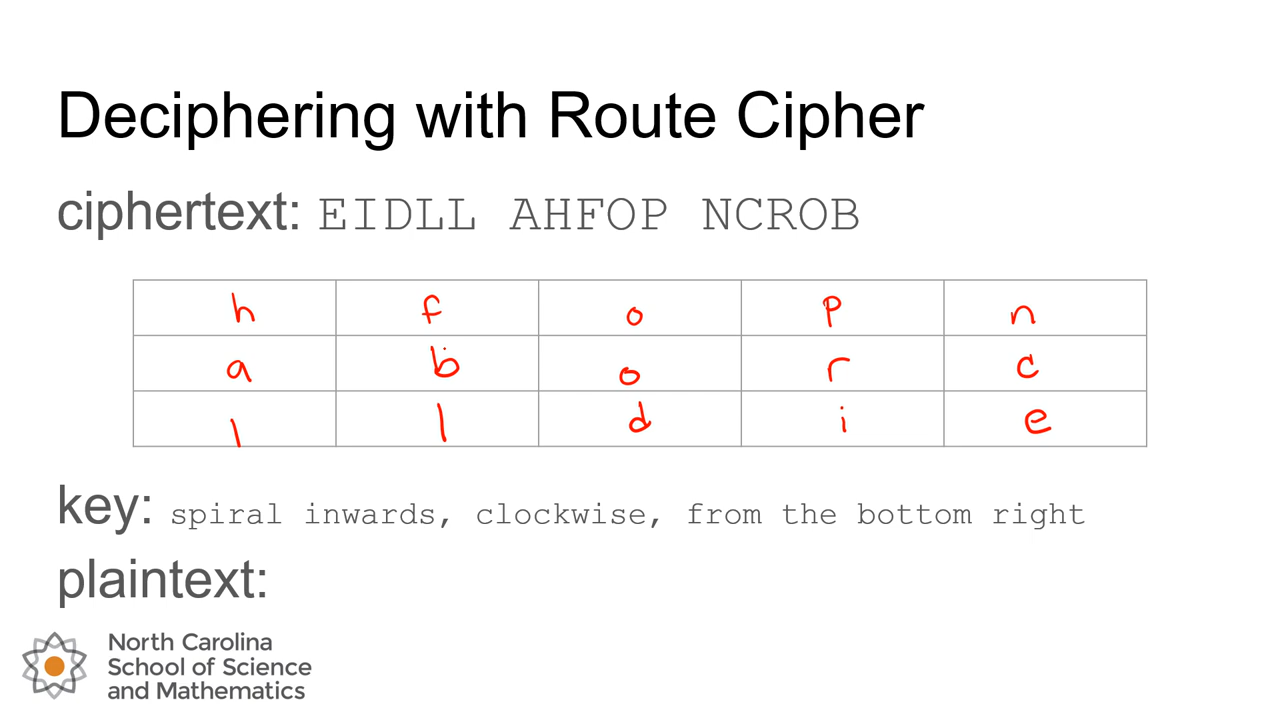 Deciphering with Route Cipher
ciphertext: EIDLL AHFOP NCROB
h f o p n
a b o r c
l l d i e
key: spiral inwards, clockwise, from the bottom right
plaintext:
North Carolina
School of Science
and Mathematics